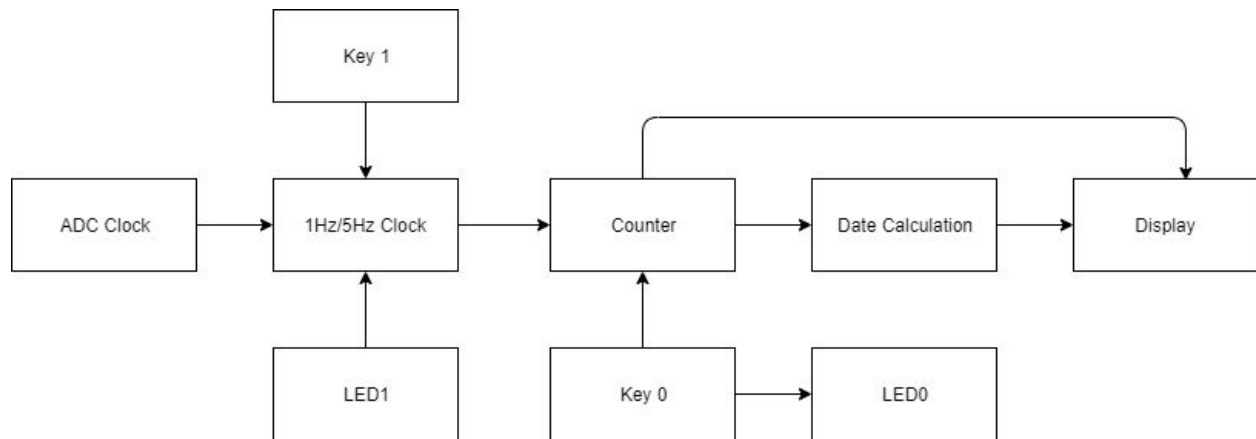 Key 1
ADC Clock
1Hz/5Hz Clock
Counter
Date Calculation
Display
LED1
Key 0
LED0